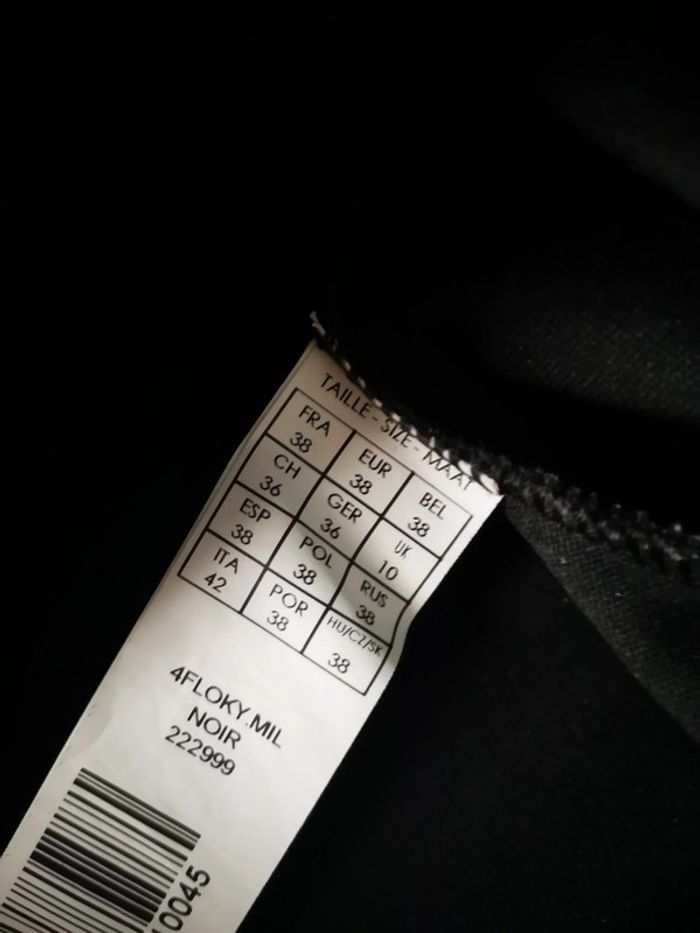 TAILLE - SIZE - MAAT
FRA EUR BEL
38 38 38
CH GER UK
36 36 10
ESP POL RUS
38 38 38
ITA POR HU/CZ/SK
42 38 38
4FLOKY.MIL
NOIR
222999
0045